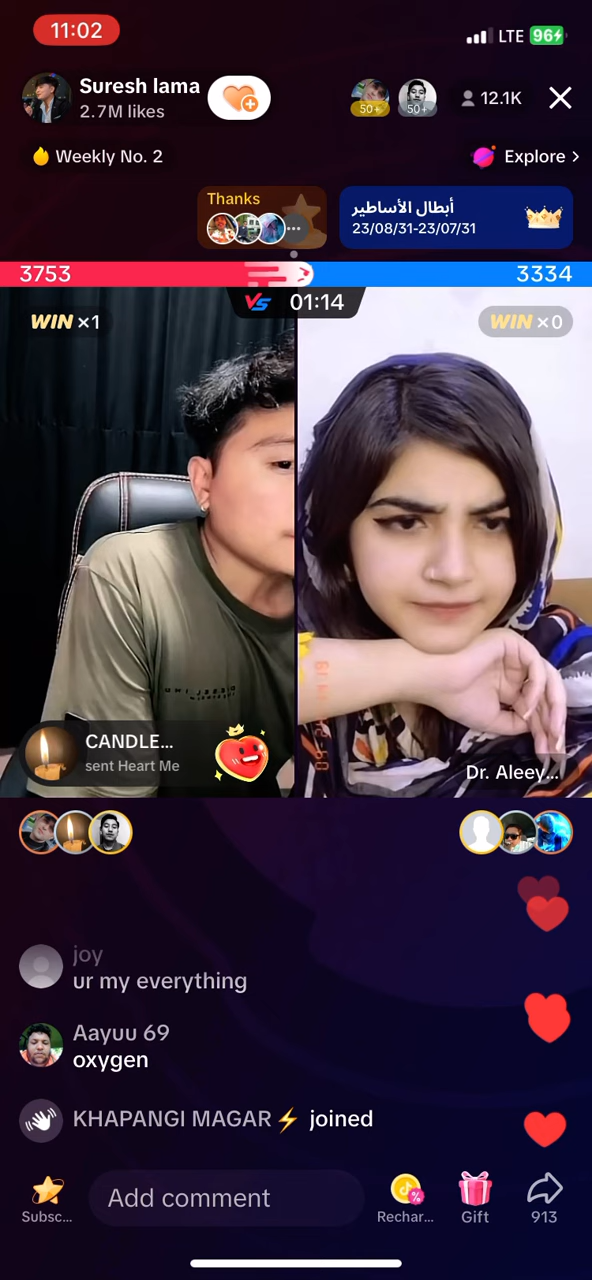 11:02
LTE 96
Suresh lama
2.7M likes
50+
50+
12.1K
Weekly No. 2
Explore >
Thanks
أبطال الأساطير
23/08/31-23/07/31
3753
3334
VS 01:14
WIN ×1
WIN ×0
CANDLE...
sent Heart Me
Dr. Aleey...
joy
ur my everything
Aayuu 69
oxygen
KHAPANGI MAGAR⚡ joined
Add comment
Subsc...
Rechar...
Gift
913